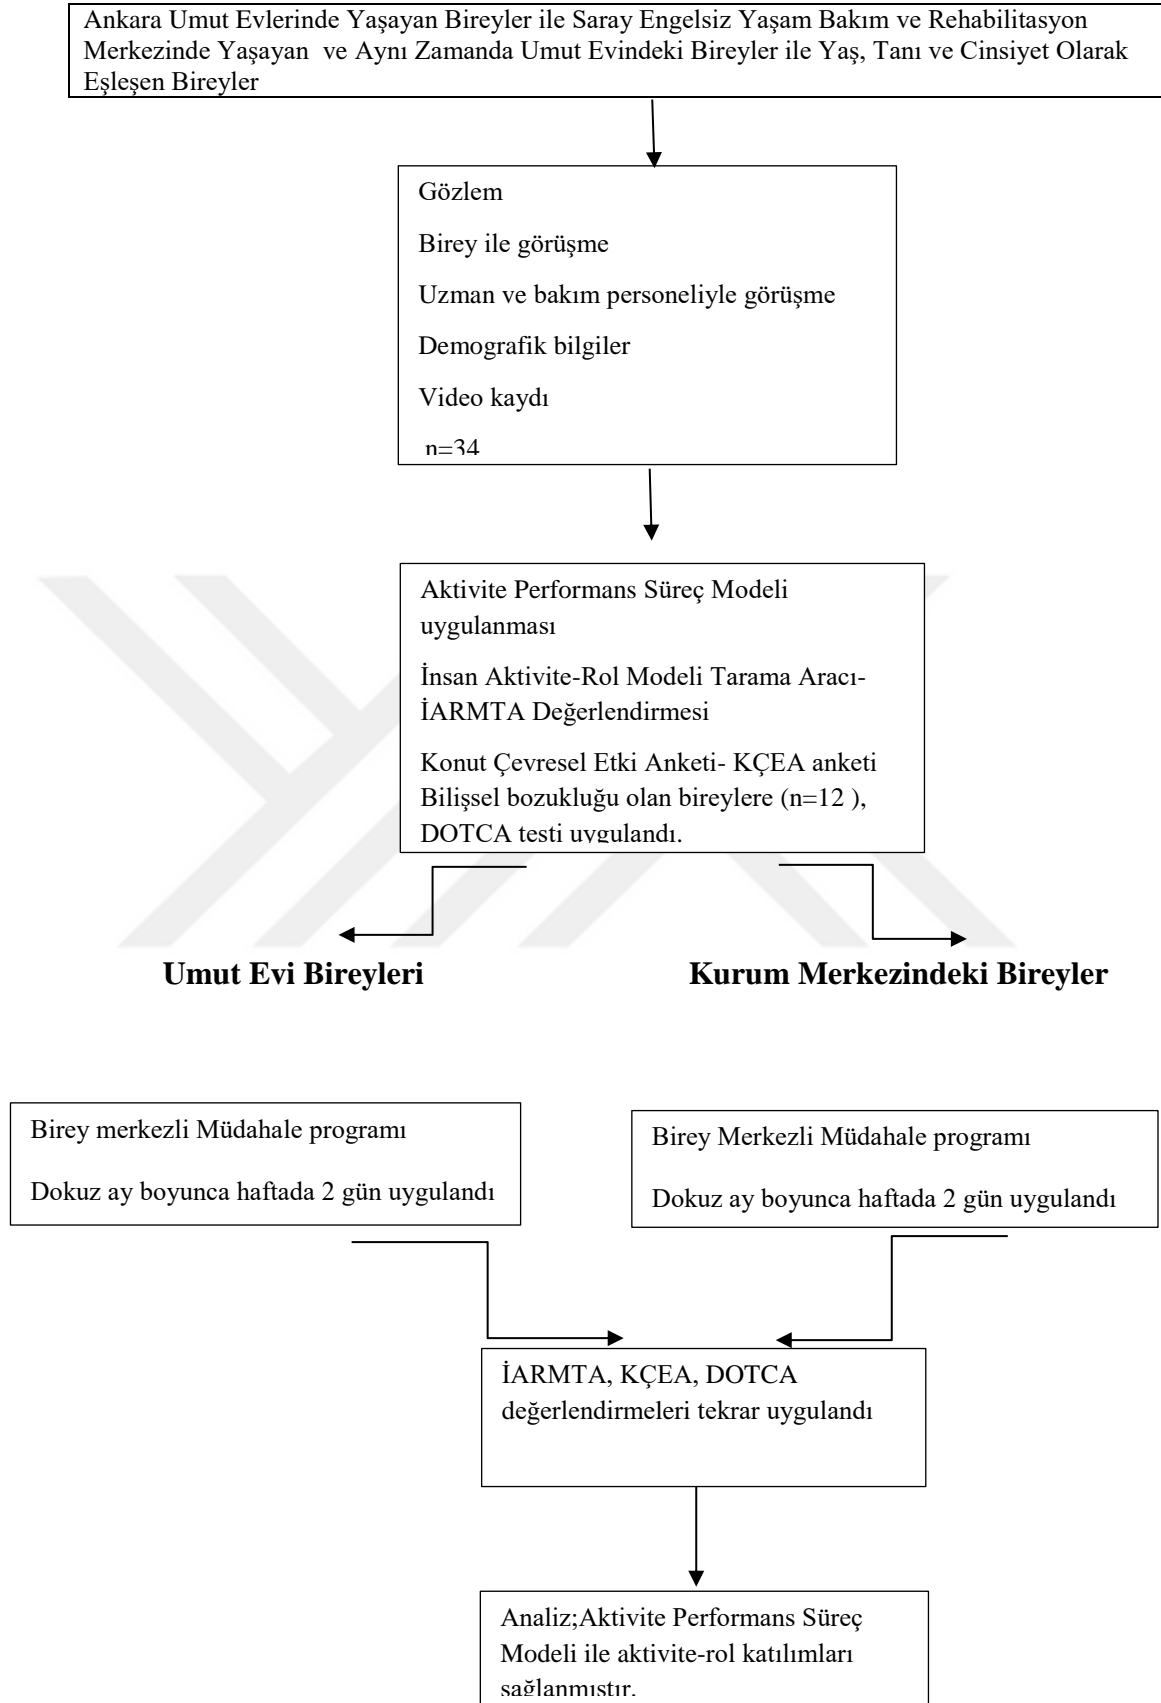 Ankara Umut Evlerinde Yaşayan Bireyler ile Saray Engelsiz Yaşam Bakım ve Rehabilitasyon
Merkezinde Yaşayan ve Aynı Zamanda Umut Evindeki Bireyler ile Yaş, Tanı ve Cinsiyet Olarak
Eşleşen Bireyler
Gözlem
Birey ile görüşme
Uzman ve bakım personeliyle görüşme
Demografik bilgiler
Video kaydı
n=34
Aktivite Performans Süreç Modeli
uygulanması
İnsan Aktivite-Rol Modeli Tarama Aracı-
İARMTA Değerlendirmesi
Konut Çevresel Etki Anketi- KÇEA anketi
Bilişsel bozukluğu olan bireylere (n=12 ),
DOTCA testi uygulandı.
Umut Evi Bireyleri
Kurum Merkezindeki Bireyler
Birey merkezli Müdahale programı
Dokuz ay boyunca haftada 2 gün uygulandı
Birey Merkezli Müdahale programı
Dokuz ay boyunca haftada 2 gün uygulandı
İARMTA, KÇEA, DOTCA
değerlendirmeleri tekrar uygulandı
Analiz;Aktivite Performans Süreç
Modeli ile aktivite-rol katılımları
sağlanmıştır.